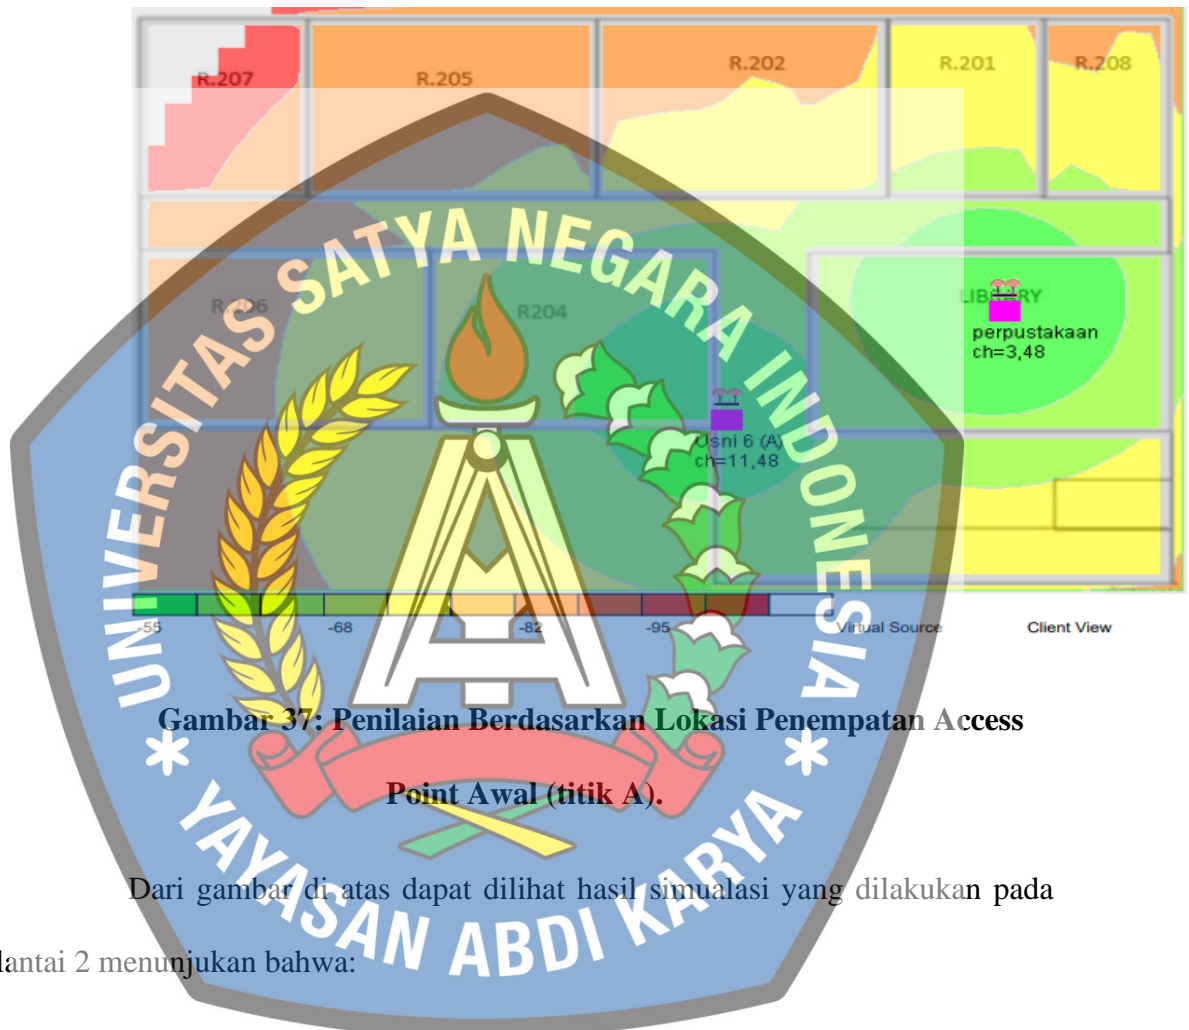 R.207
R.205
R.202
R.201
R.208
R.206
R204
LIBRARY
perpustakaan
ch=3,48
Usni 6 (A)
ch=11,48
-55
-68
-82
-95
Virtual Source
Client View
UNIVERSITAS SATYA NEGARA INDONESIA
* YAYASAN ABDI KARYA *
Gambar 37: Penilaian Berdasarkan Lokasi Penempatan Access
Point Awal (titik A).
Dari gambar di atas dapat dilihat hasil simualasi yang dilakukan pada
lantai 2 menunjukan bahwa: